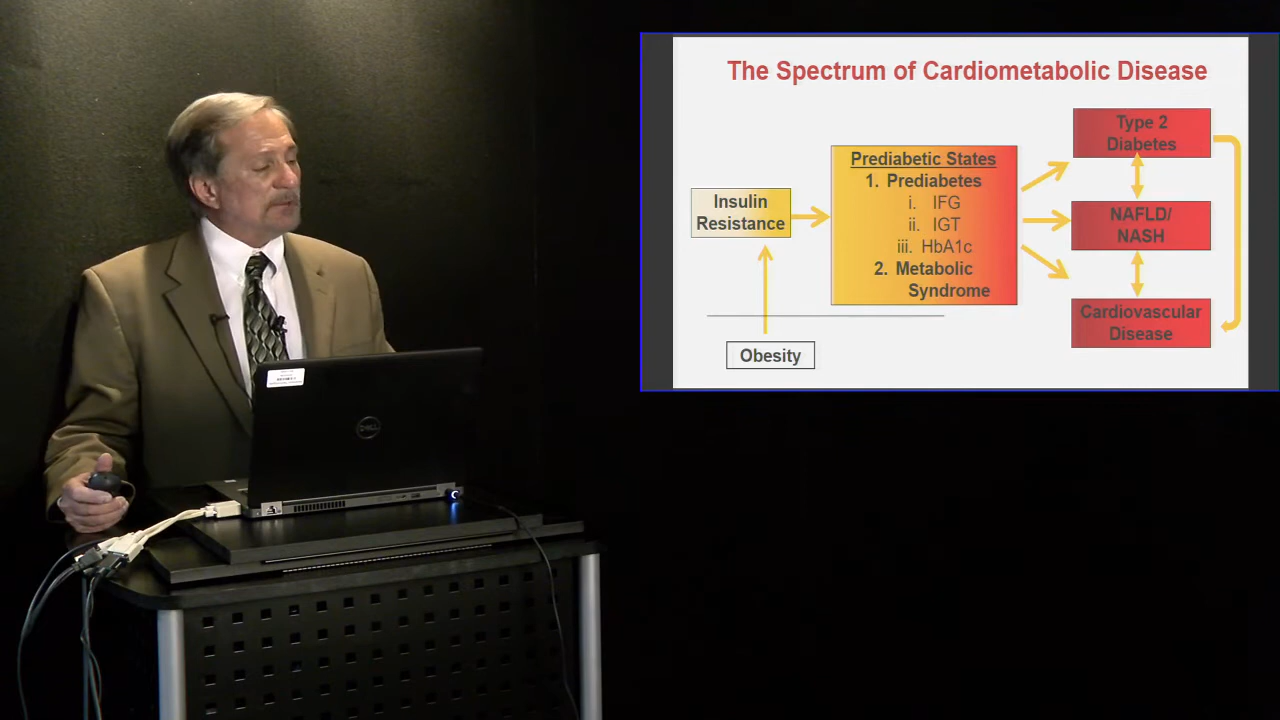 The Spectrum of Cardiometabolic Disease
Type 2
Diabetes
Prediabetic States
1. Prediabetes
i. IFG
ii. IGT
iii. HbA1c
2. Metabolic
Syndrome
Insulin
Resistance
NAFLD/
NASH
Cardiovascular
Disease
Obesity
DELL